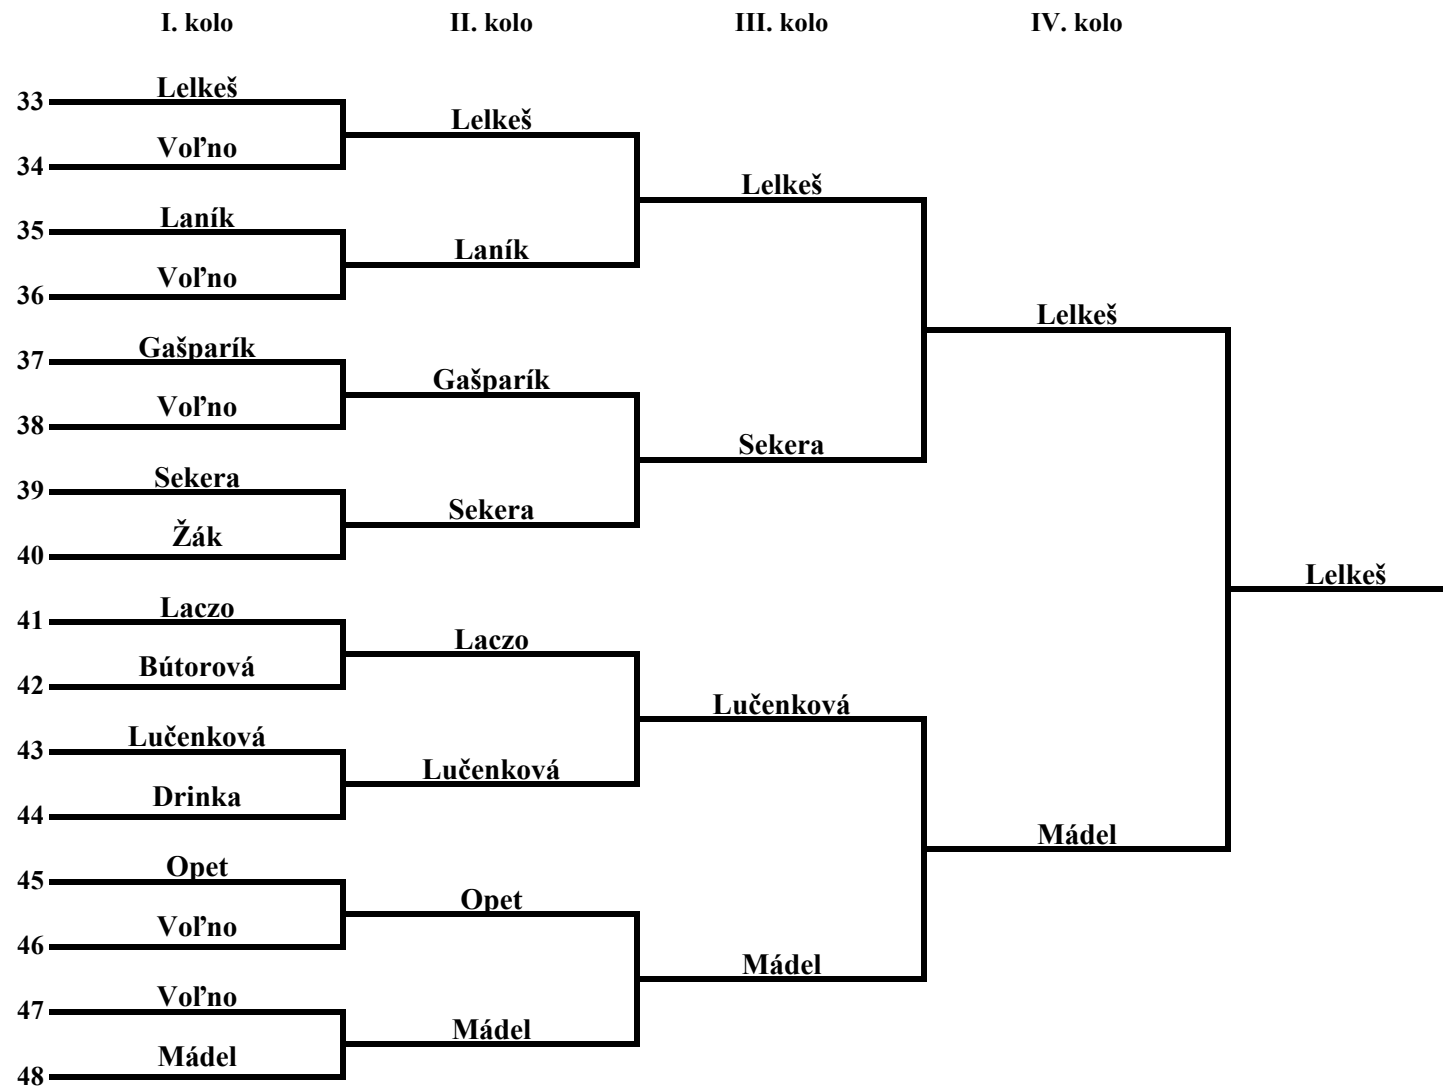 I. kolo II. kolo III. kolo IV. kolo
33 Lelkeš
Lelkeš
34 Voľno
Lelkeš
35 Laník
Laník
36 Voľno
Lelkeš
37 Gašparík
Gašparík
38 Voľno
Sekera
39 Sekera
Sekera
40 Žák
Lelkeš
41 Laczo
Laczo
42 Bútorová
Lučenková
43 Lučenková
Lučenková
44 Drinka
Mádel
45 Opet
Opet
46 Voľno
Mádel
47 Voľno
Mádel
48 Mádel